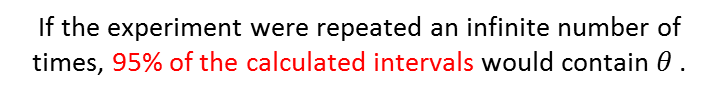 If the experiment were repeated an infinite number of
times, 95% of the calculated intervals would contain θ .